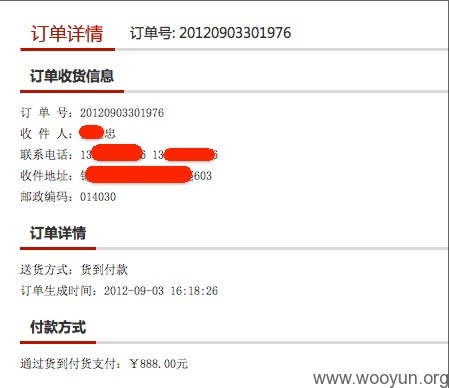 订单详情 订单号: 20120903301976
订单收货信息
订 单 号: 20120903301976
收 件 人: 忠
联系电话: 13 6 13 6
收件地址: 603
邮政编码: 014030
订单详情
送货方式: 货到付款
订单生成时间: 2012-09-03 16:18:26
付款方式
通过货到付货支付: ￥888.00元
www.wooyun.org